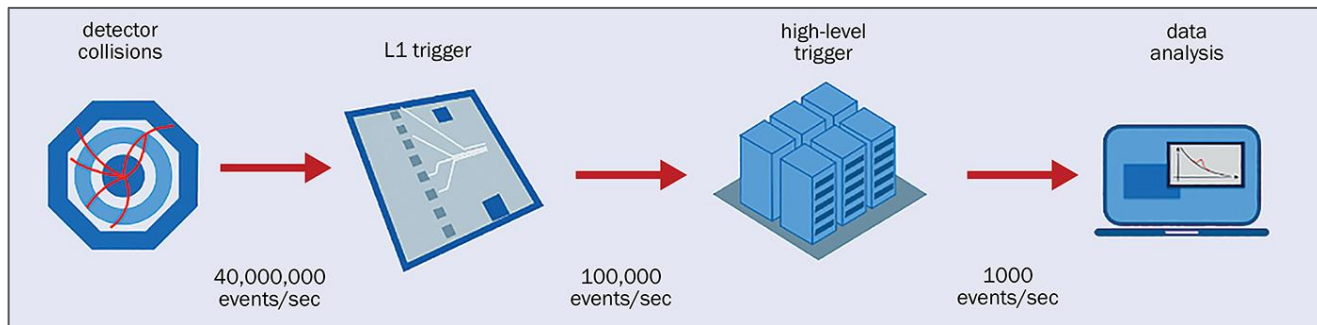 detector
collisions
L1 trigger
high-level
trigger
data
analysis
40,000,000
events/sec
100,000
events/sec
1000
events/sec